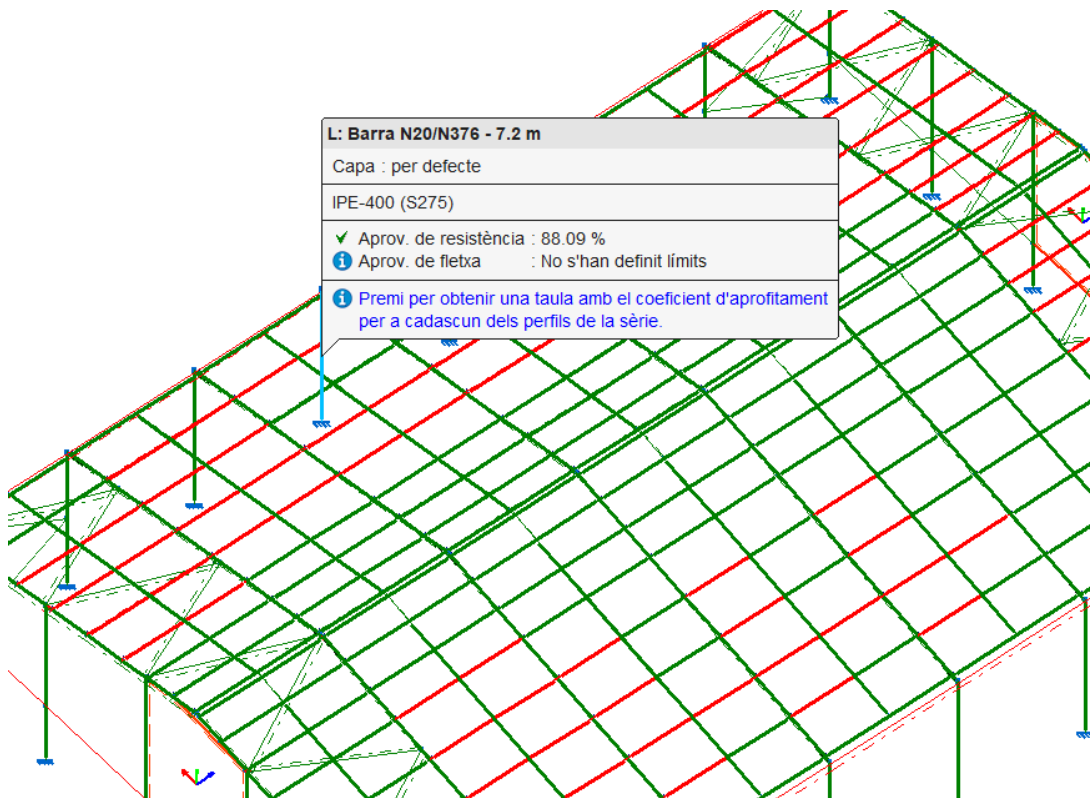 L: Barra N20/N376 - 7.2 m
Capa : per defecte
IPE-400 (S275)
Aprov. de resistència : 88.09 %
Aprov. de fletxa : No s'han definit límits
Premi per obtenir una taula amb el coeficient d'aprofitament
per a cadascun dels perfils de la sèrie.